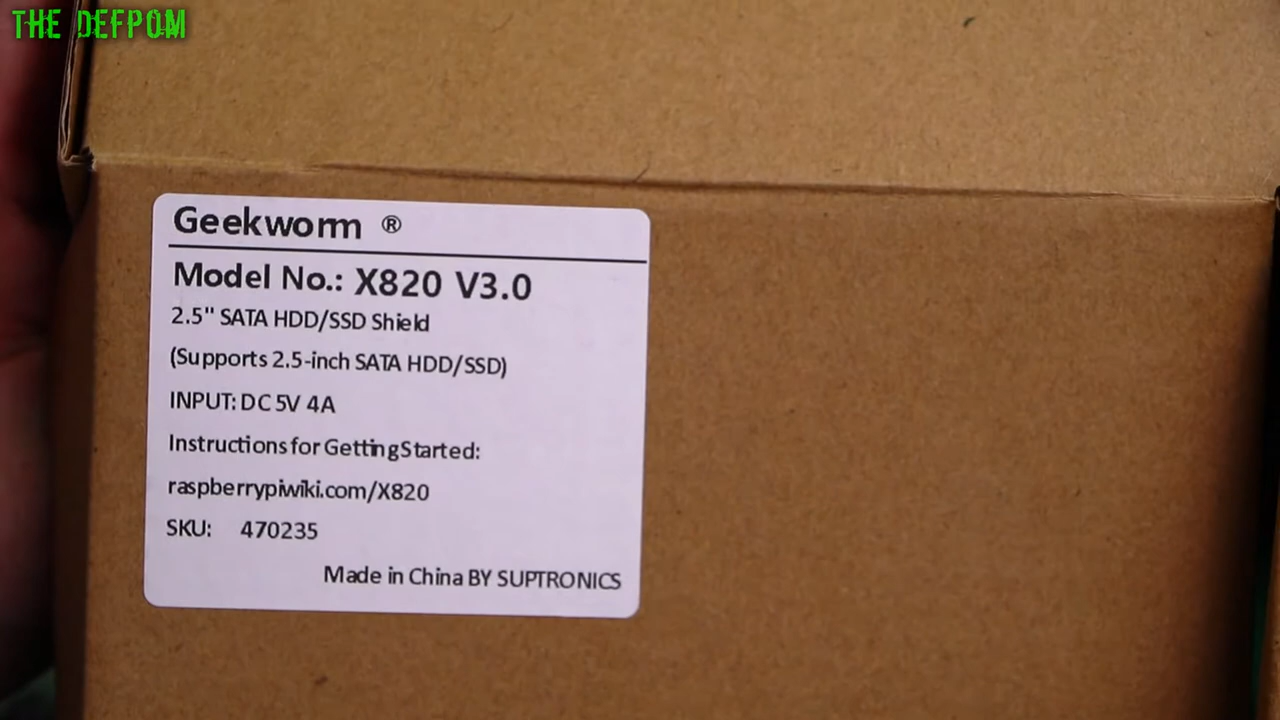 THE DEFPOM
Geekworm ®
Model No.: X820 V3.0
2.5" SATA HDD/SSD Shield
(Supports 2.5-inch SATA HDD/SSD)
INPUT: DC 5V 4A
Instructions for Getting Started:
raspberrypiwiki.com/X820
SKU: 470235
Made in China BY SUPTRONICS